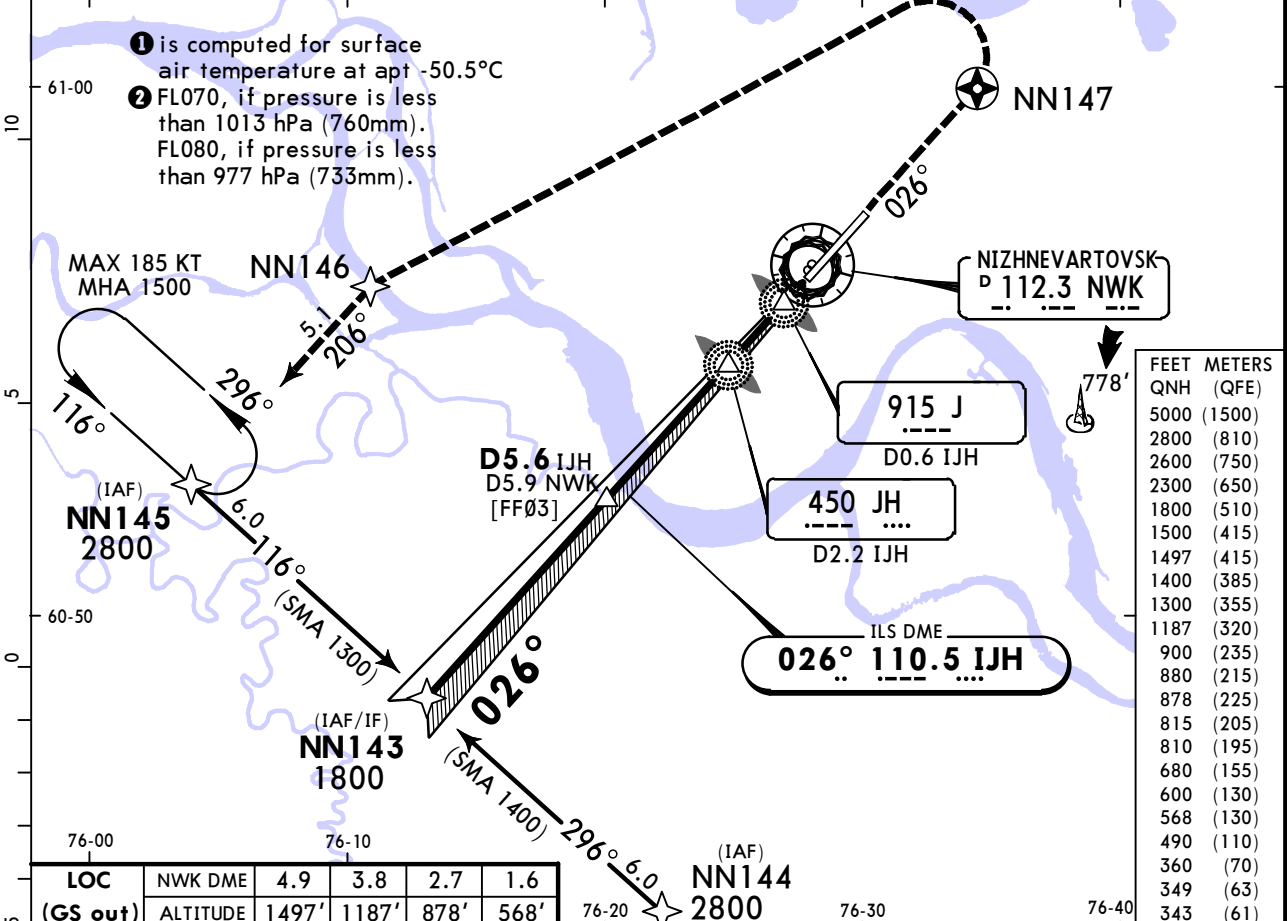 ❶ is computed for surface
air temperature at apt -50.5°C
❷ FL070, if pressure is less
than 1013 hPa (760mm).
FL080, if pressure is less
than 977 hPa (733mm).
61-00
10
NN147
026°
MAX 185 KT
MHA 1500
NN146
5.1
206°
NIZHNEVARTOVSK
D 112.3 NWK
778'
296°
116°
5
915 J
D0.6 IJH
D5.6 IJH
D5.9 NWK
[FFØ3]
450 JH
D2.2 IJH
(IAF)
NN145
2800
6.0
116°
(SMA 1300)
60-50
0
ILS DME
026° 110.5 IJH
026°
(IAF/IF)
NN143
1800
(SMA 1400)
296°
6.0
(IAF)
NN144
2800
76-00
76-10
76-20
76-30
76-40
LOC
(GS out)
NWK DME 4.9 3.8 2.7 1.6
ALTITUDE 1497' 1187' 878' 568'
FEET METERS
QNH (QFE)
5000 (1500)
2800 (810)
2600 (750)
2300 (650)
1800 (510)
1500 (415)
1497 (415)
1400 (385)
1300 (355)
1187 (320)
900 (235)
880 (215)
878 (225)
815 (205)
810 (195)
680 (155)
600 (130)
568 (130)
490 (110)
360 (70)
349 (63)
343 (61)